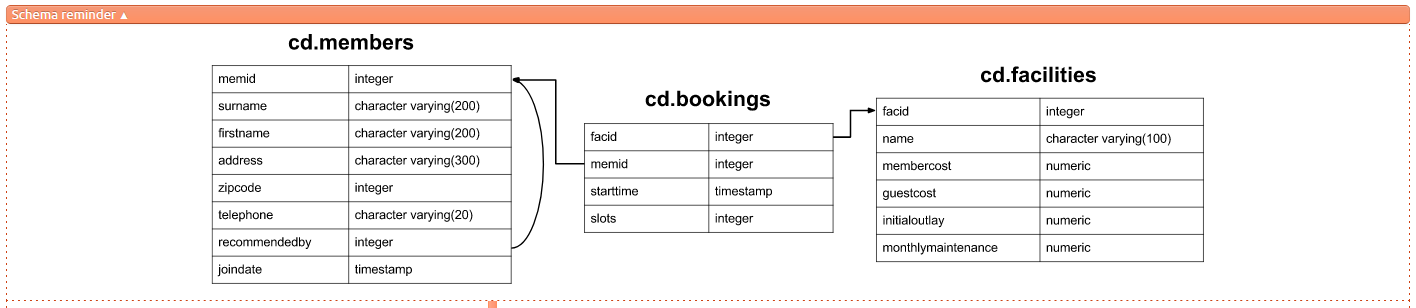 Schema reminder ▲
cd.members
memid integer
surname character varying(200)
firstname character varying(200)
address character varying(300)
zipcode integer
telephone character varying(20)
recommendedby integer
joindate timestamp
cd.bookings
facid integer
memid integer
starttime timestamp
slots integer
cd.facilities
facid integer
name character varying(100)
membercost numeric
guestcost numeric
initialoutlay numeric
monthlymaintenance numeric